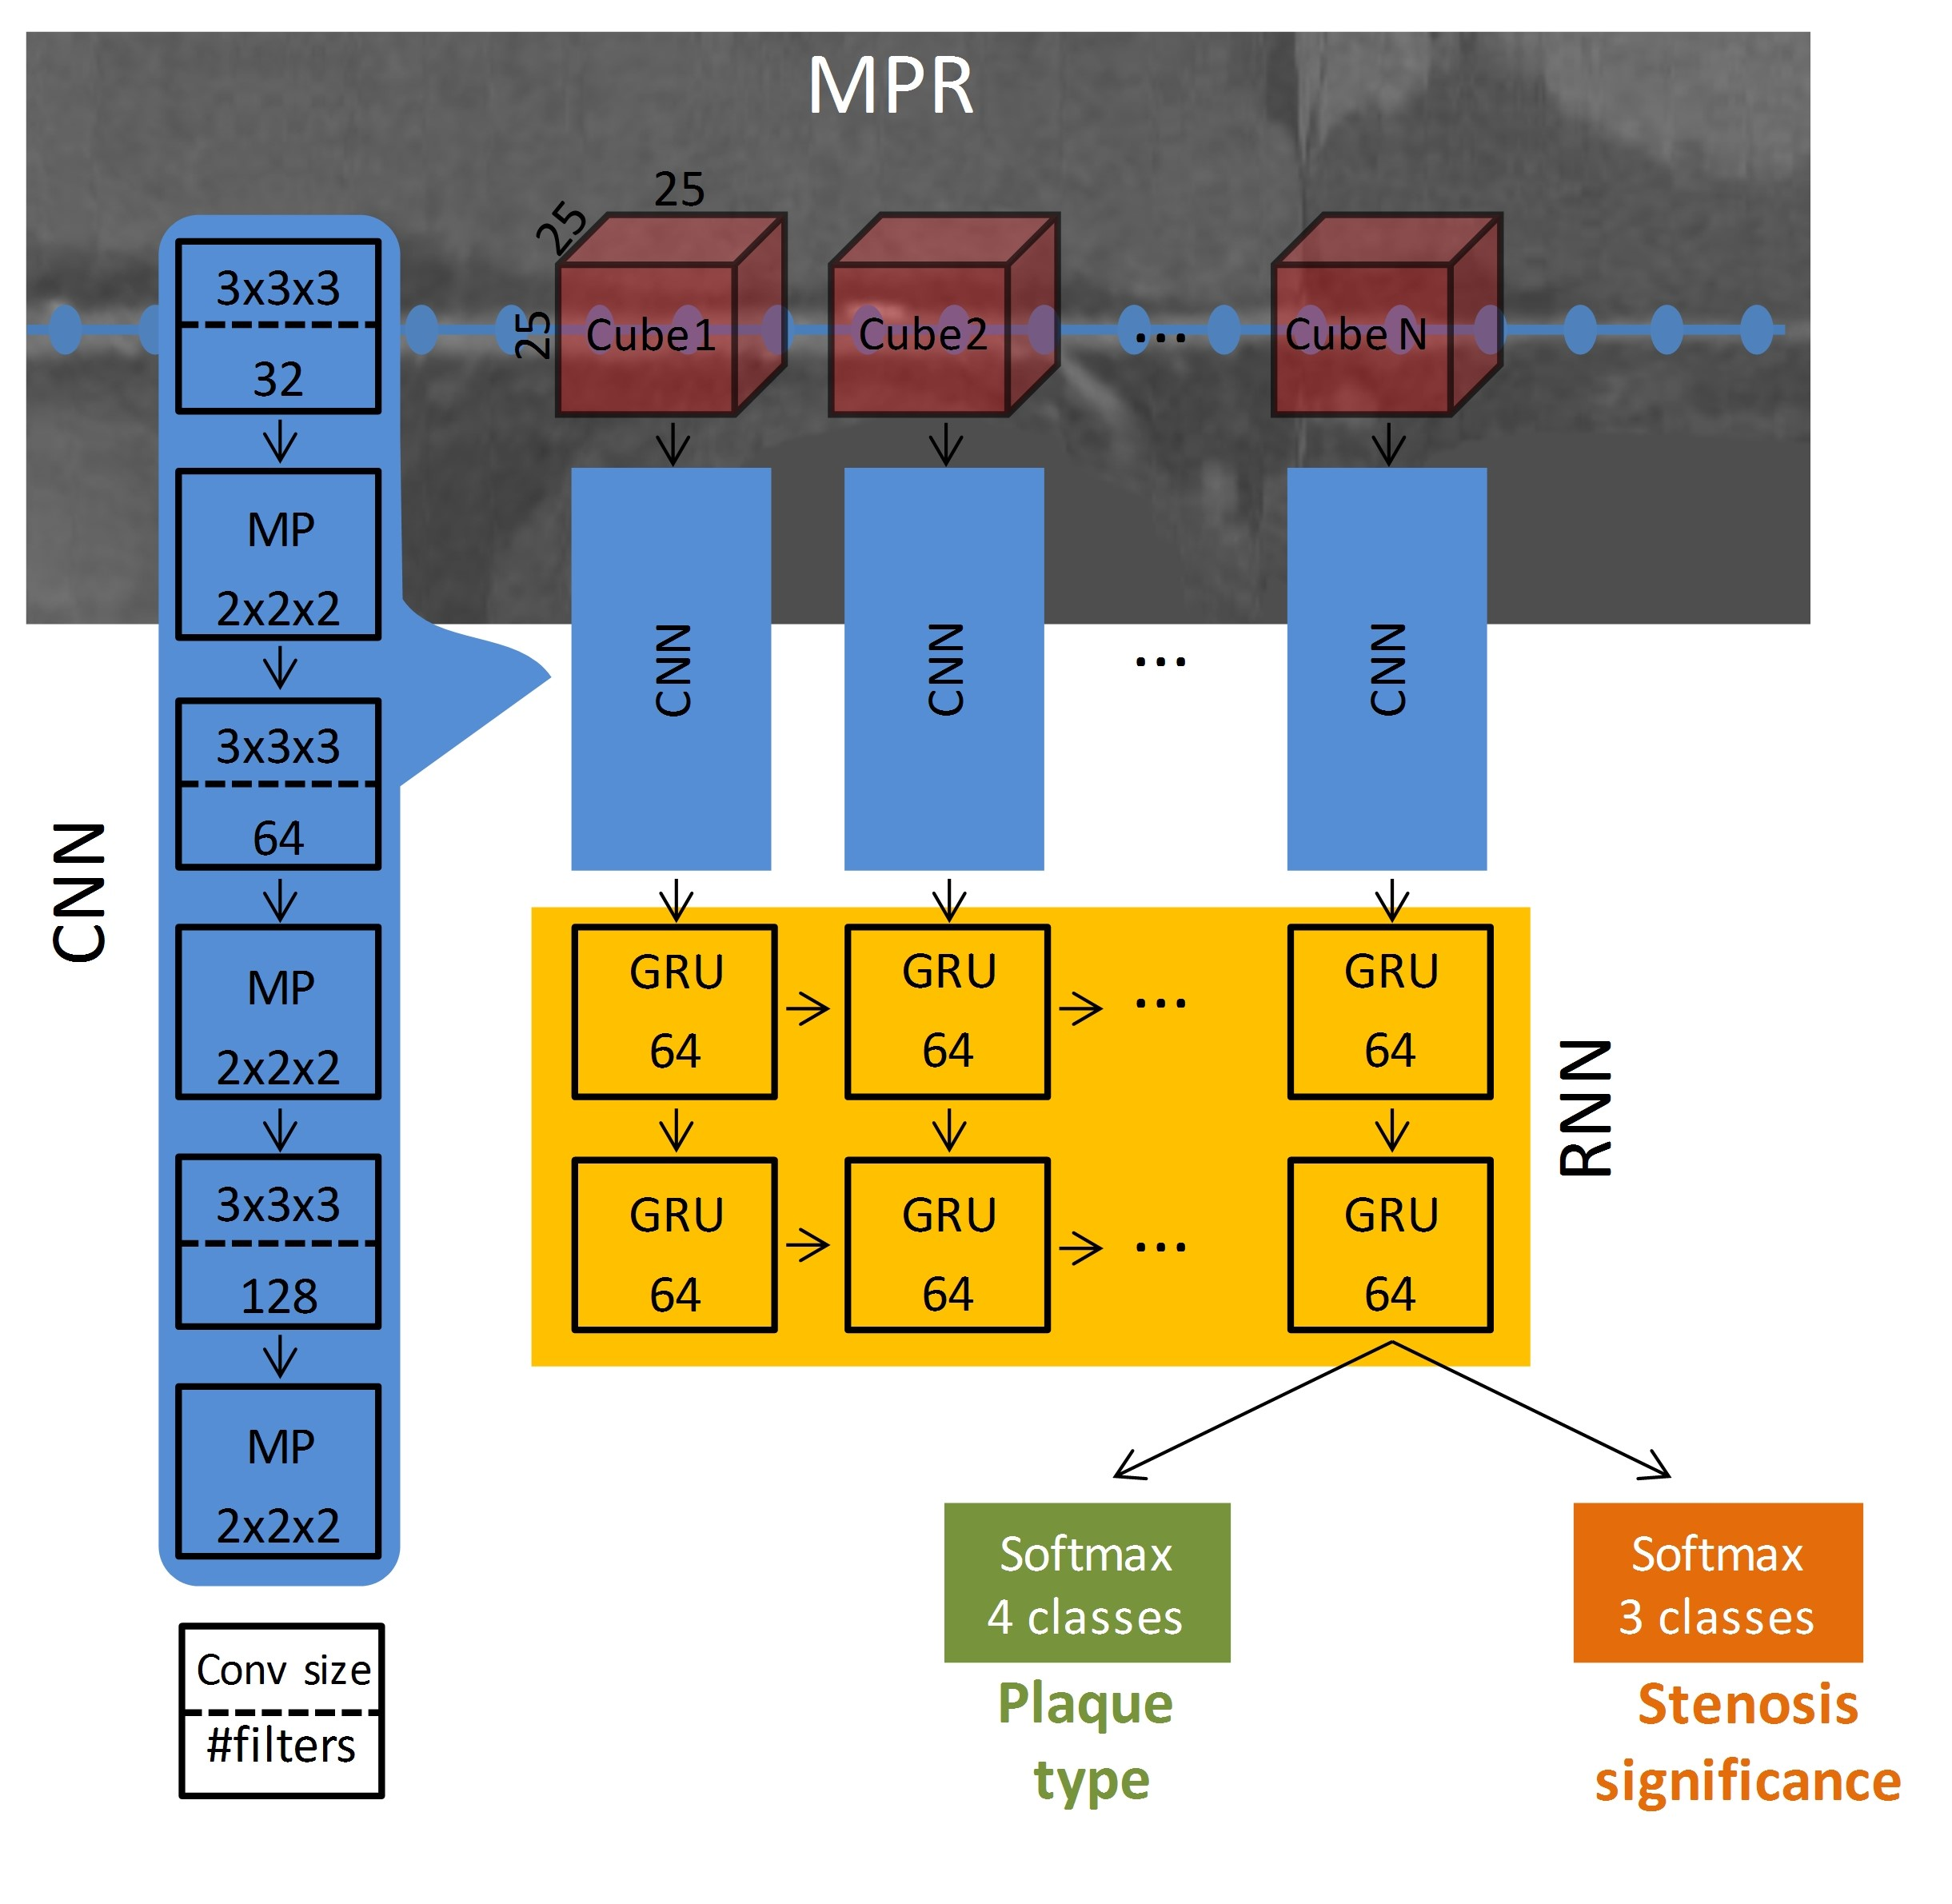 MPR
25
25
25
Cube1
Cube2
...
Cube N
3x3x3
32
MP
2x2x2
3x3x3
64
MP
2x2x2
3x3x3
128
MP
2x2x2
CNN
Conv size
#filters
CNN
CNN
...
CNN
GRU
64
GRU
64
...
GRU
64
GRU
64
GRU
64
...
GRU
64
RNN
Softmax
4 classes
Plaque
type
Softmax
3 classes
Stenosis
significance